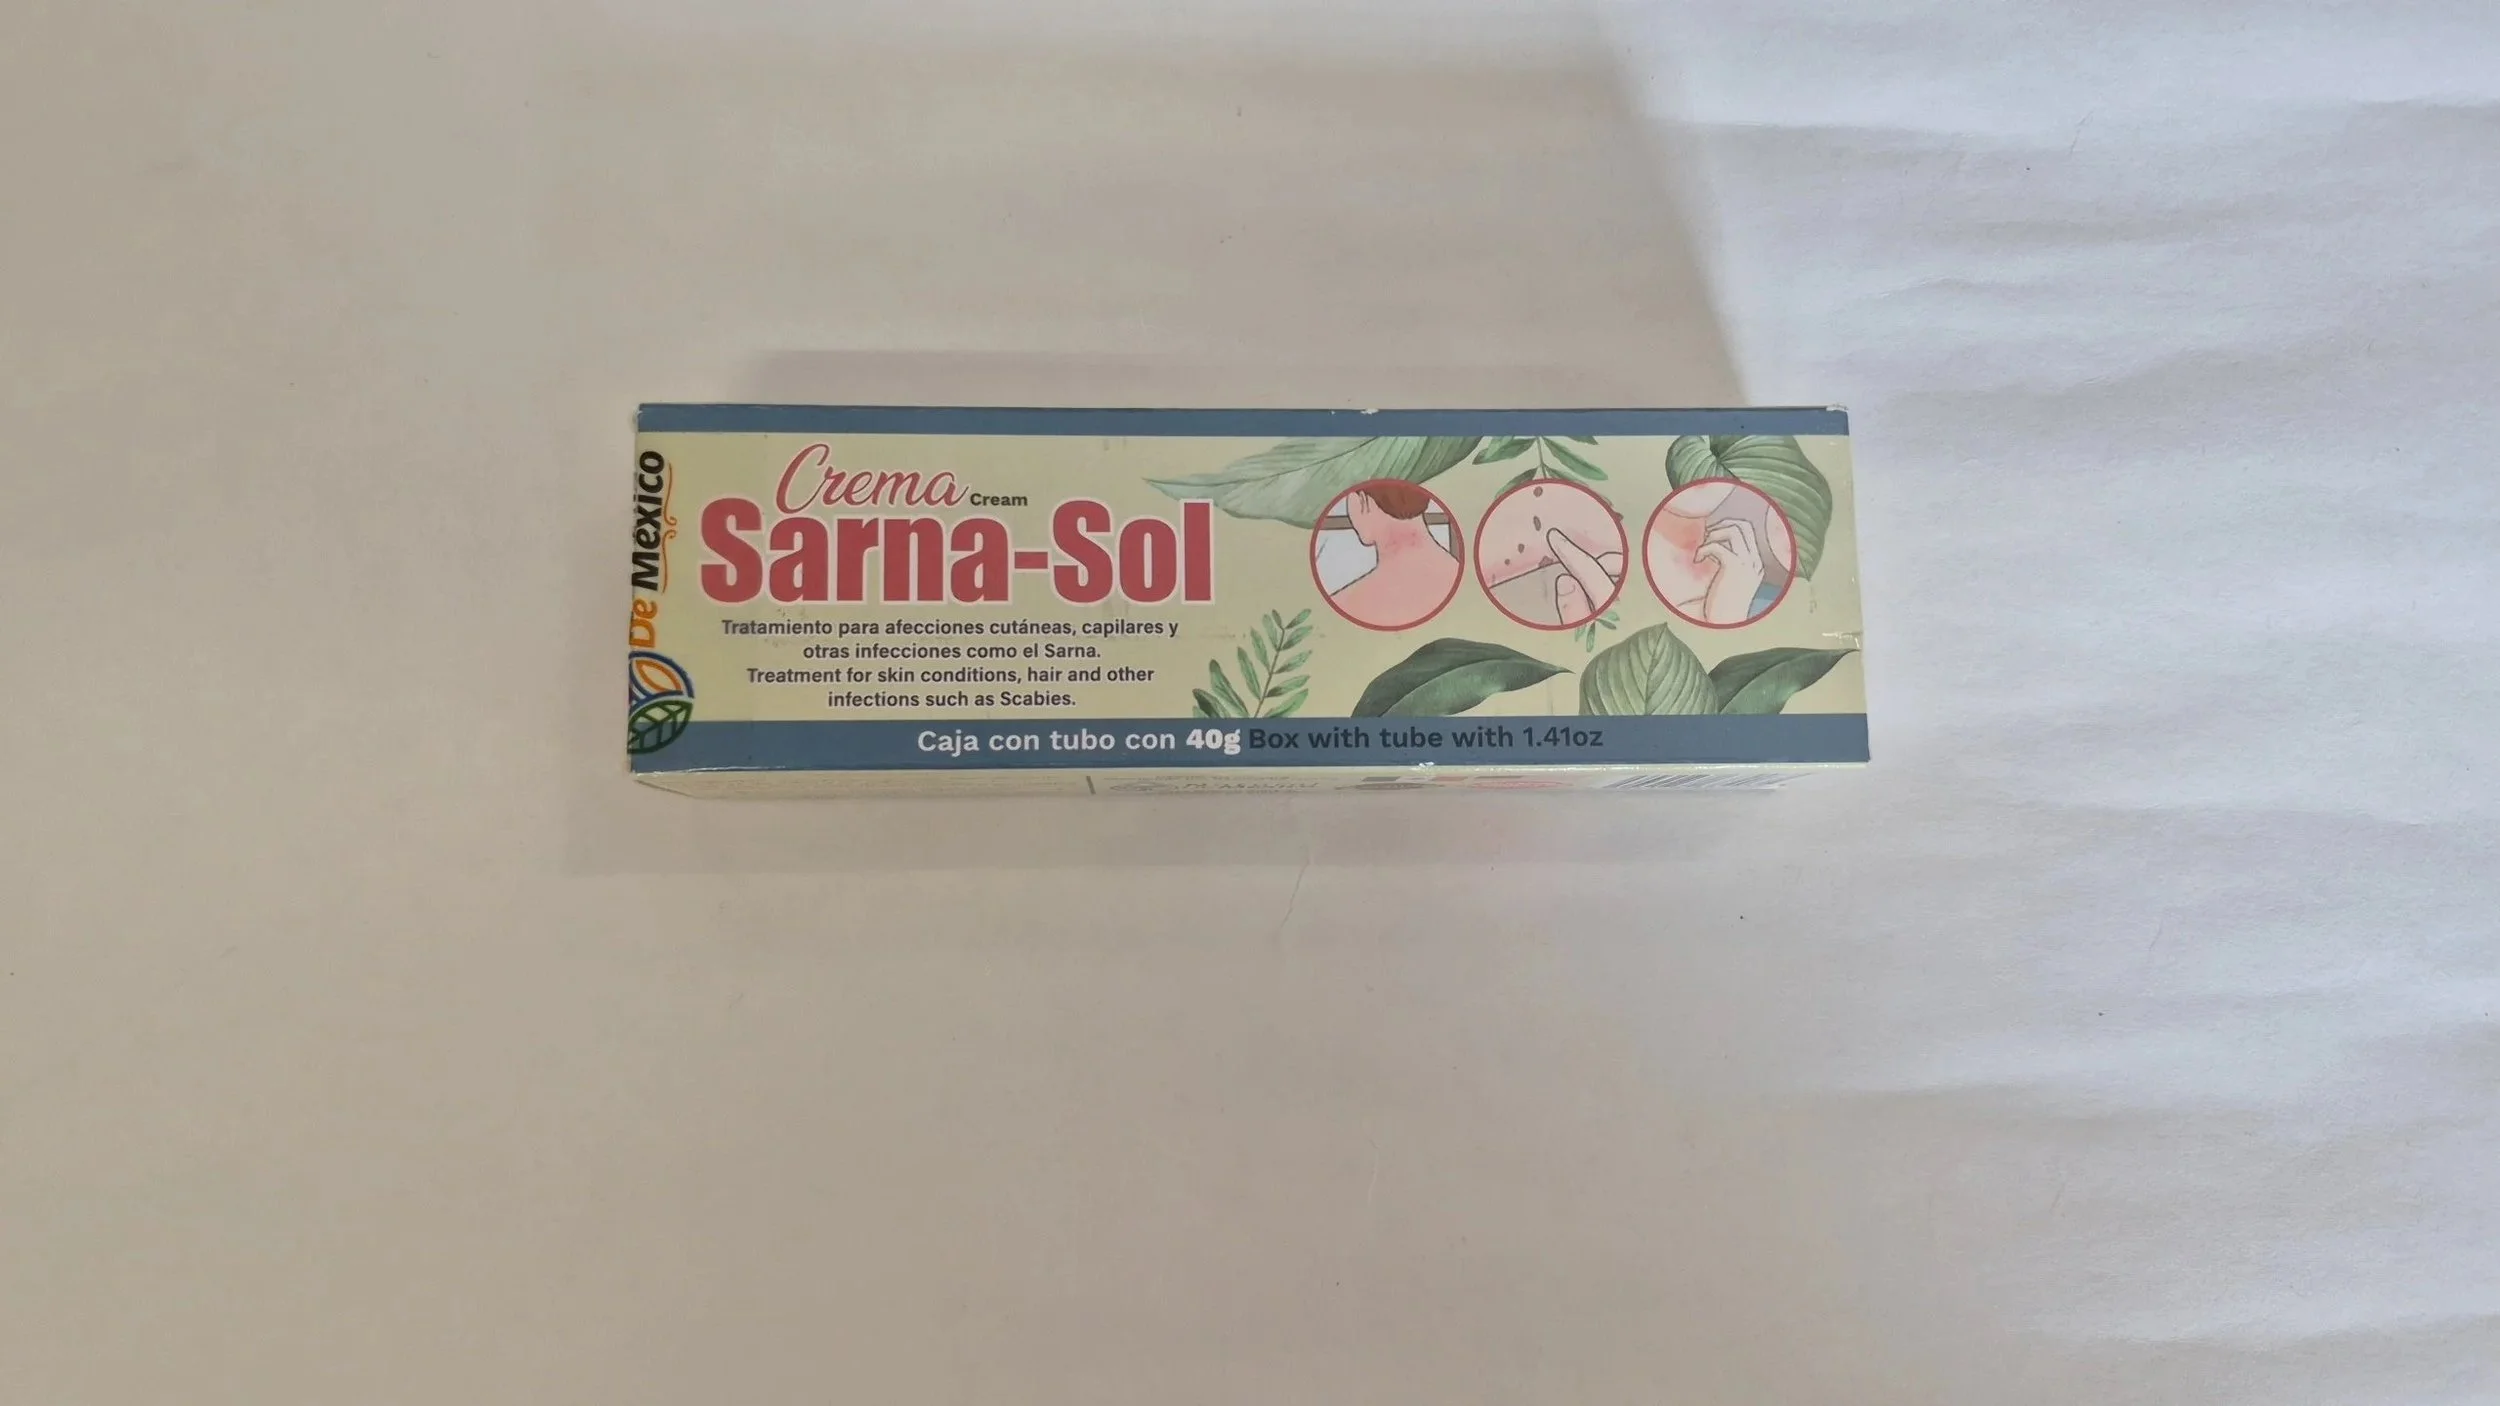 De México
Crema Cream
Sarna-Sol
Tratamiento para afecciones cutáneas, capilares y
otras infecciones como el Sarna.
Treatment for skin conditions, hair and other
infections such as Scabies.
Caja con tubo con 40g Box with tube with 1.41oz